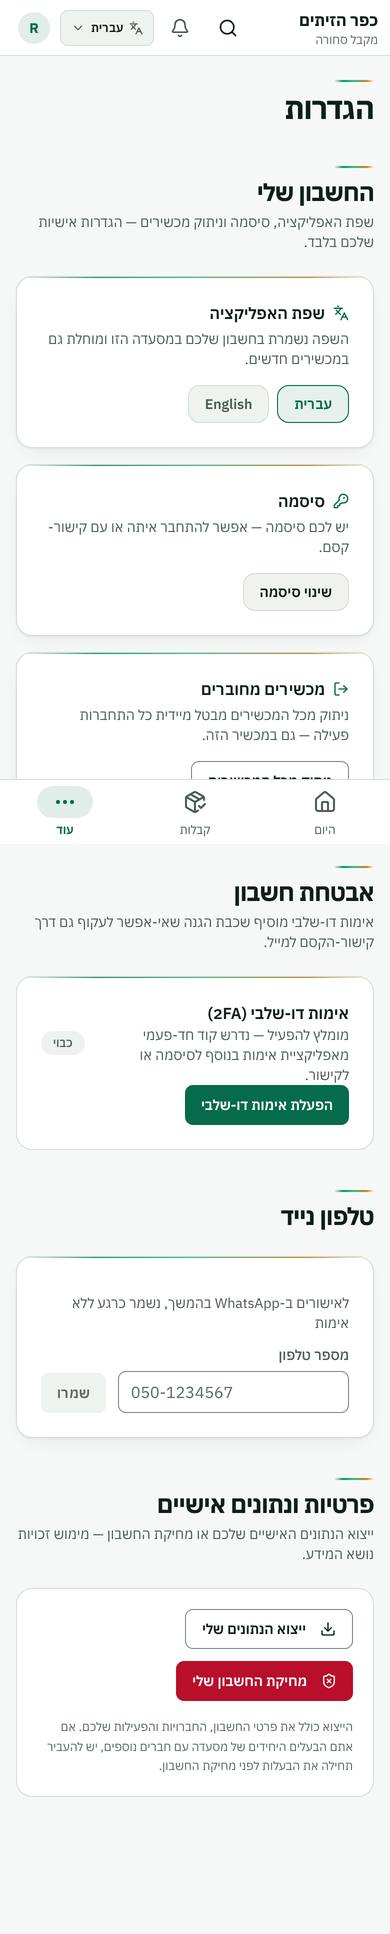 כפר הזיתים
מקבל סחורה
עברית
R
הגדרות
החשבון שלי
שפת האפליקציה, סיסמה וניתוק מכשירים — הגדרות אישיות
שלכם בלבד.
שפת האפליקציה
השפה נשמרת בחשבון שלכם במסעדה הזו ומוחלת גם
במכשירים חדשים.
עברית
English
סיסמה
יש לכם סיסמה — אפשר להתחבר איתה או עם קישור-
קסם.
שינוי סיסמה
מכשירים מחוברים
ניתוק מכל המכשירים מבטל מיידית כל התחברות
פעילה — גם במכשיר הזה.
היום
קבלות
עוד
אבטחת חשבון
אימות דו-שלבי מוסיף שכבת הגנה שאי-אפשר לעקוף גם דרך
קישור-הקסם למייל.
אימות דו-שלבי (2FA)
מומלץ להפעיל — נדרש קוד חד-פעמי
מאפליקציית אימות בנוסף לסיסמה או
לקישור.
כבוי
הפעלת אימות דו-שלבי
טלפון נייד
לאישורים ב-WhatsApp בהמשך, נשמר כרגע ללא
אימות
מספר טלפון
050-1234567
שמרו
פרטיות ונתונים אישיים
ייצוא הנתונים האישיים שלכם או מחיקת החשבון — מימוש זכויות
נושא המידע.
ייצוא הנתונים שלי
מחיקת החשבון שלי
הייצוא כולל את פרטי החשבון, החברויות והפעילות שלכם. אם
אתם הבעלים היחידים של מסעדה עם חברים נוספים, יש להעביר
תחילה את הבעלות לפני מחיקת החשבון.